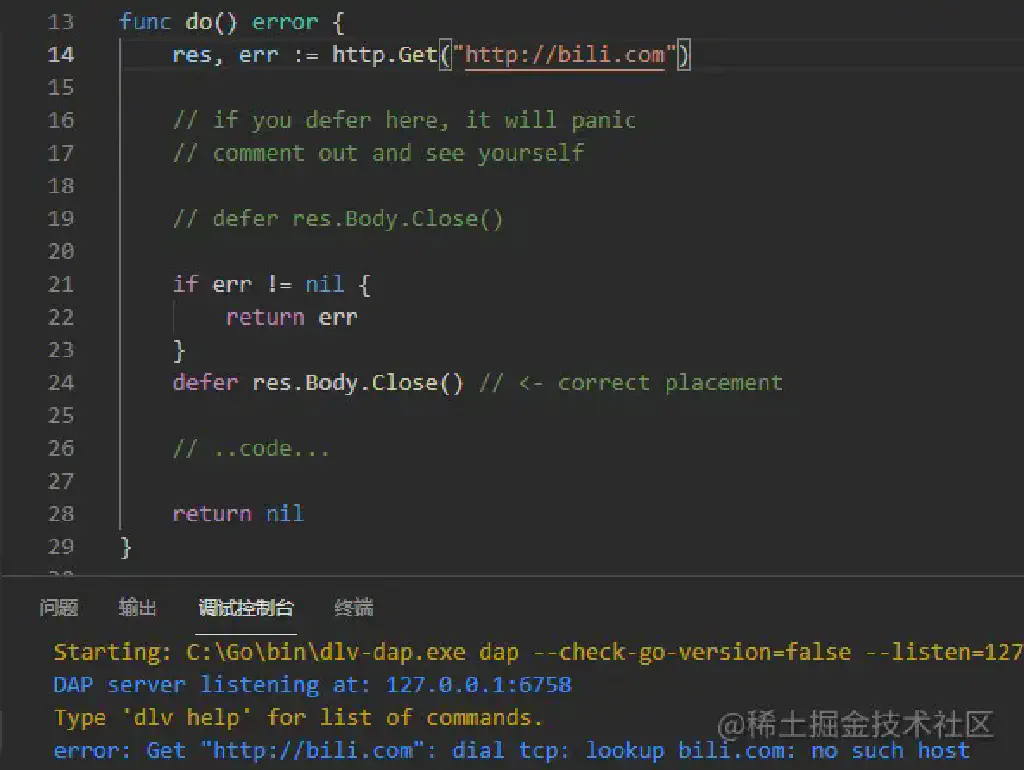 13 func do() error {
14 res, err := http.Get("http://bili.com")
15
16 // if you defer here, it will panic
17 // comment out and see yourself
18
19 // defer res.Body.Close()
20
21 if err != nil {
22 return err
23 }
24 defer res.Body.Close() // <- correct placement
25
26 // ..code...
27
28 return nil
29 }
问题 输出 调试控制台 终端
Starting: C:\Go\bin\dlv-dap.exe dap --check-go-version=false --listen=127
DAP server listening at: 127.0.0.1:6758
Type 'dlv help' for list of commands.
error: Get "http://bili.com": dial tcp: lookup bili.com: no such host
@稀土掘金技术社区